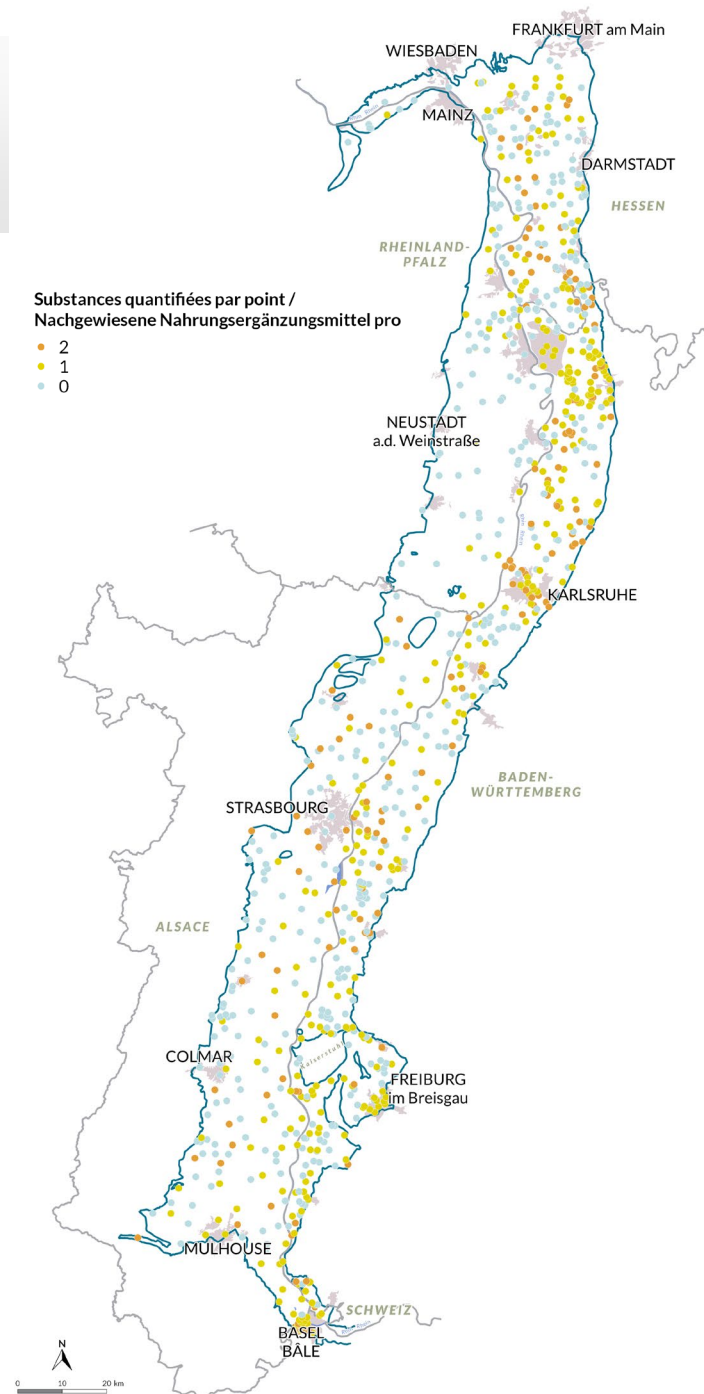 FRANKFURT am Main
WIESBADEN
MAINZ
DARMSTADT
HESSEN
RHEINLAND-
PFALZ
Substances quantifiées par point /
Nachgewiesene Nahrungsergänzungsmittel pro
2
1
0
NEUSTADT
a.d. Weinstraße
KARLSRUHE
BADEN-
WÜRTTEMBERG
STRASBOURG
ALSACE
Kaiserstuhl
COLMAR
FREIBURG
im Breisgau
MULHOUSE
SCHWEIZ
BASEL
BÂLE
N
0 10 20 km